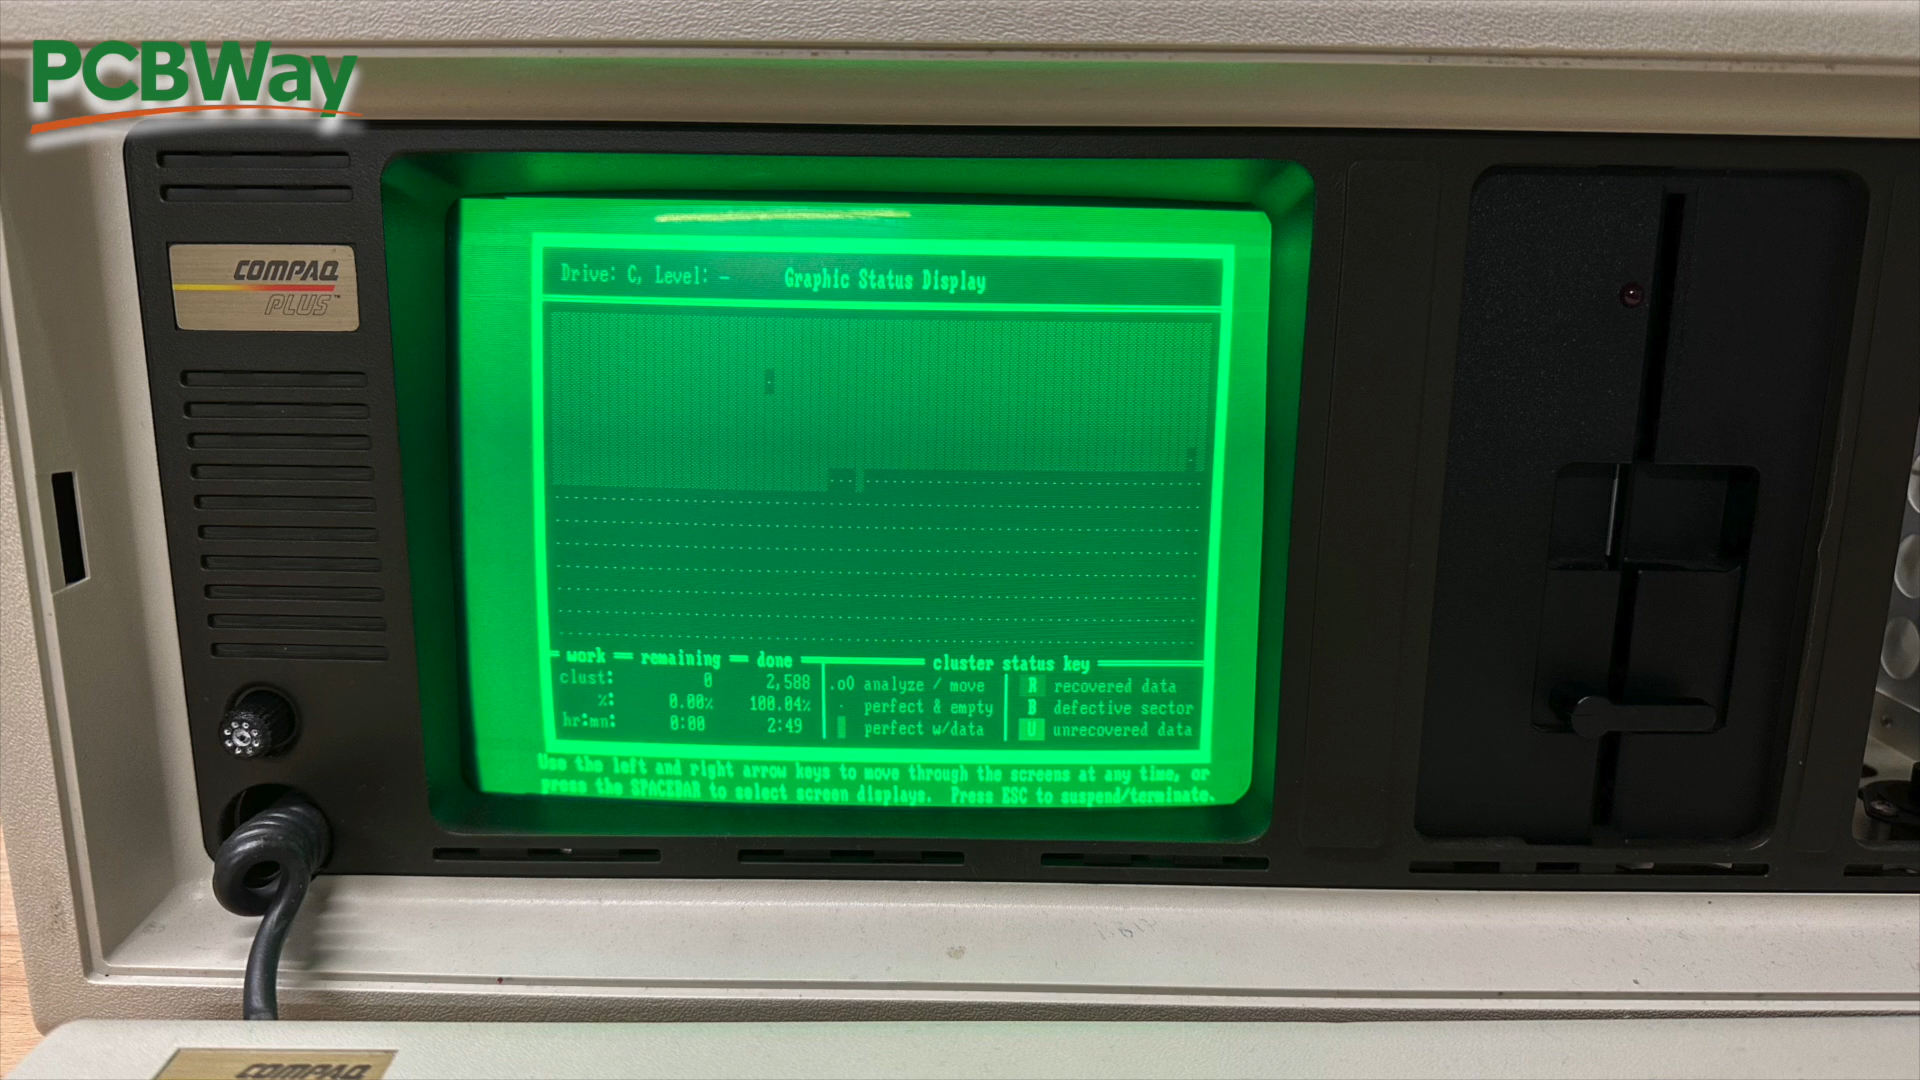 PCBWay
COMPAQ
PLUS™
Drive: C, Level: – Graphic Status Display
work remaining done cluster status key
clust: 0 2,588 .oO analyze / move R recovered data
%: 0.00% 100.04% · perfect & empty B defective sector
hr:mn: 0:00 2:49 perfect w/data U unrecovered data
Use the left and right arrow keys to move through the screens at any time, or
press the SPACEBAR to select screen displays. Press ESC to suspend/terminate.
COMPAQ